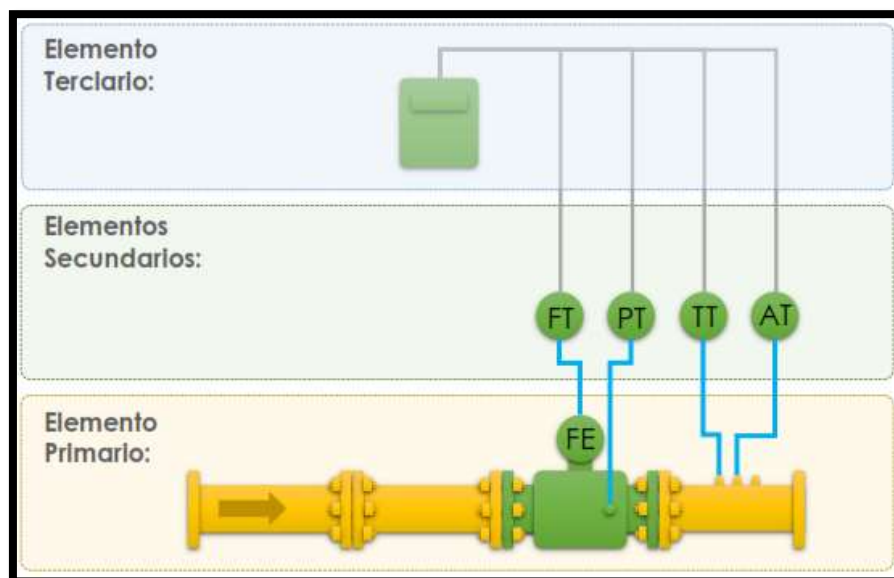 Elemento
Terciario:
Elementos
Secundarios:
FT PT TT AT
Elemento
Primario:
FE